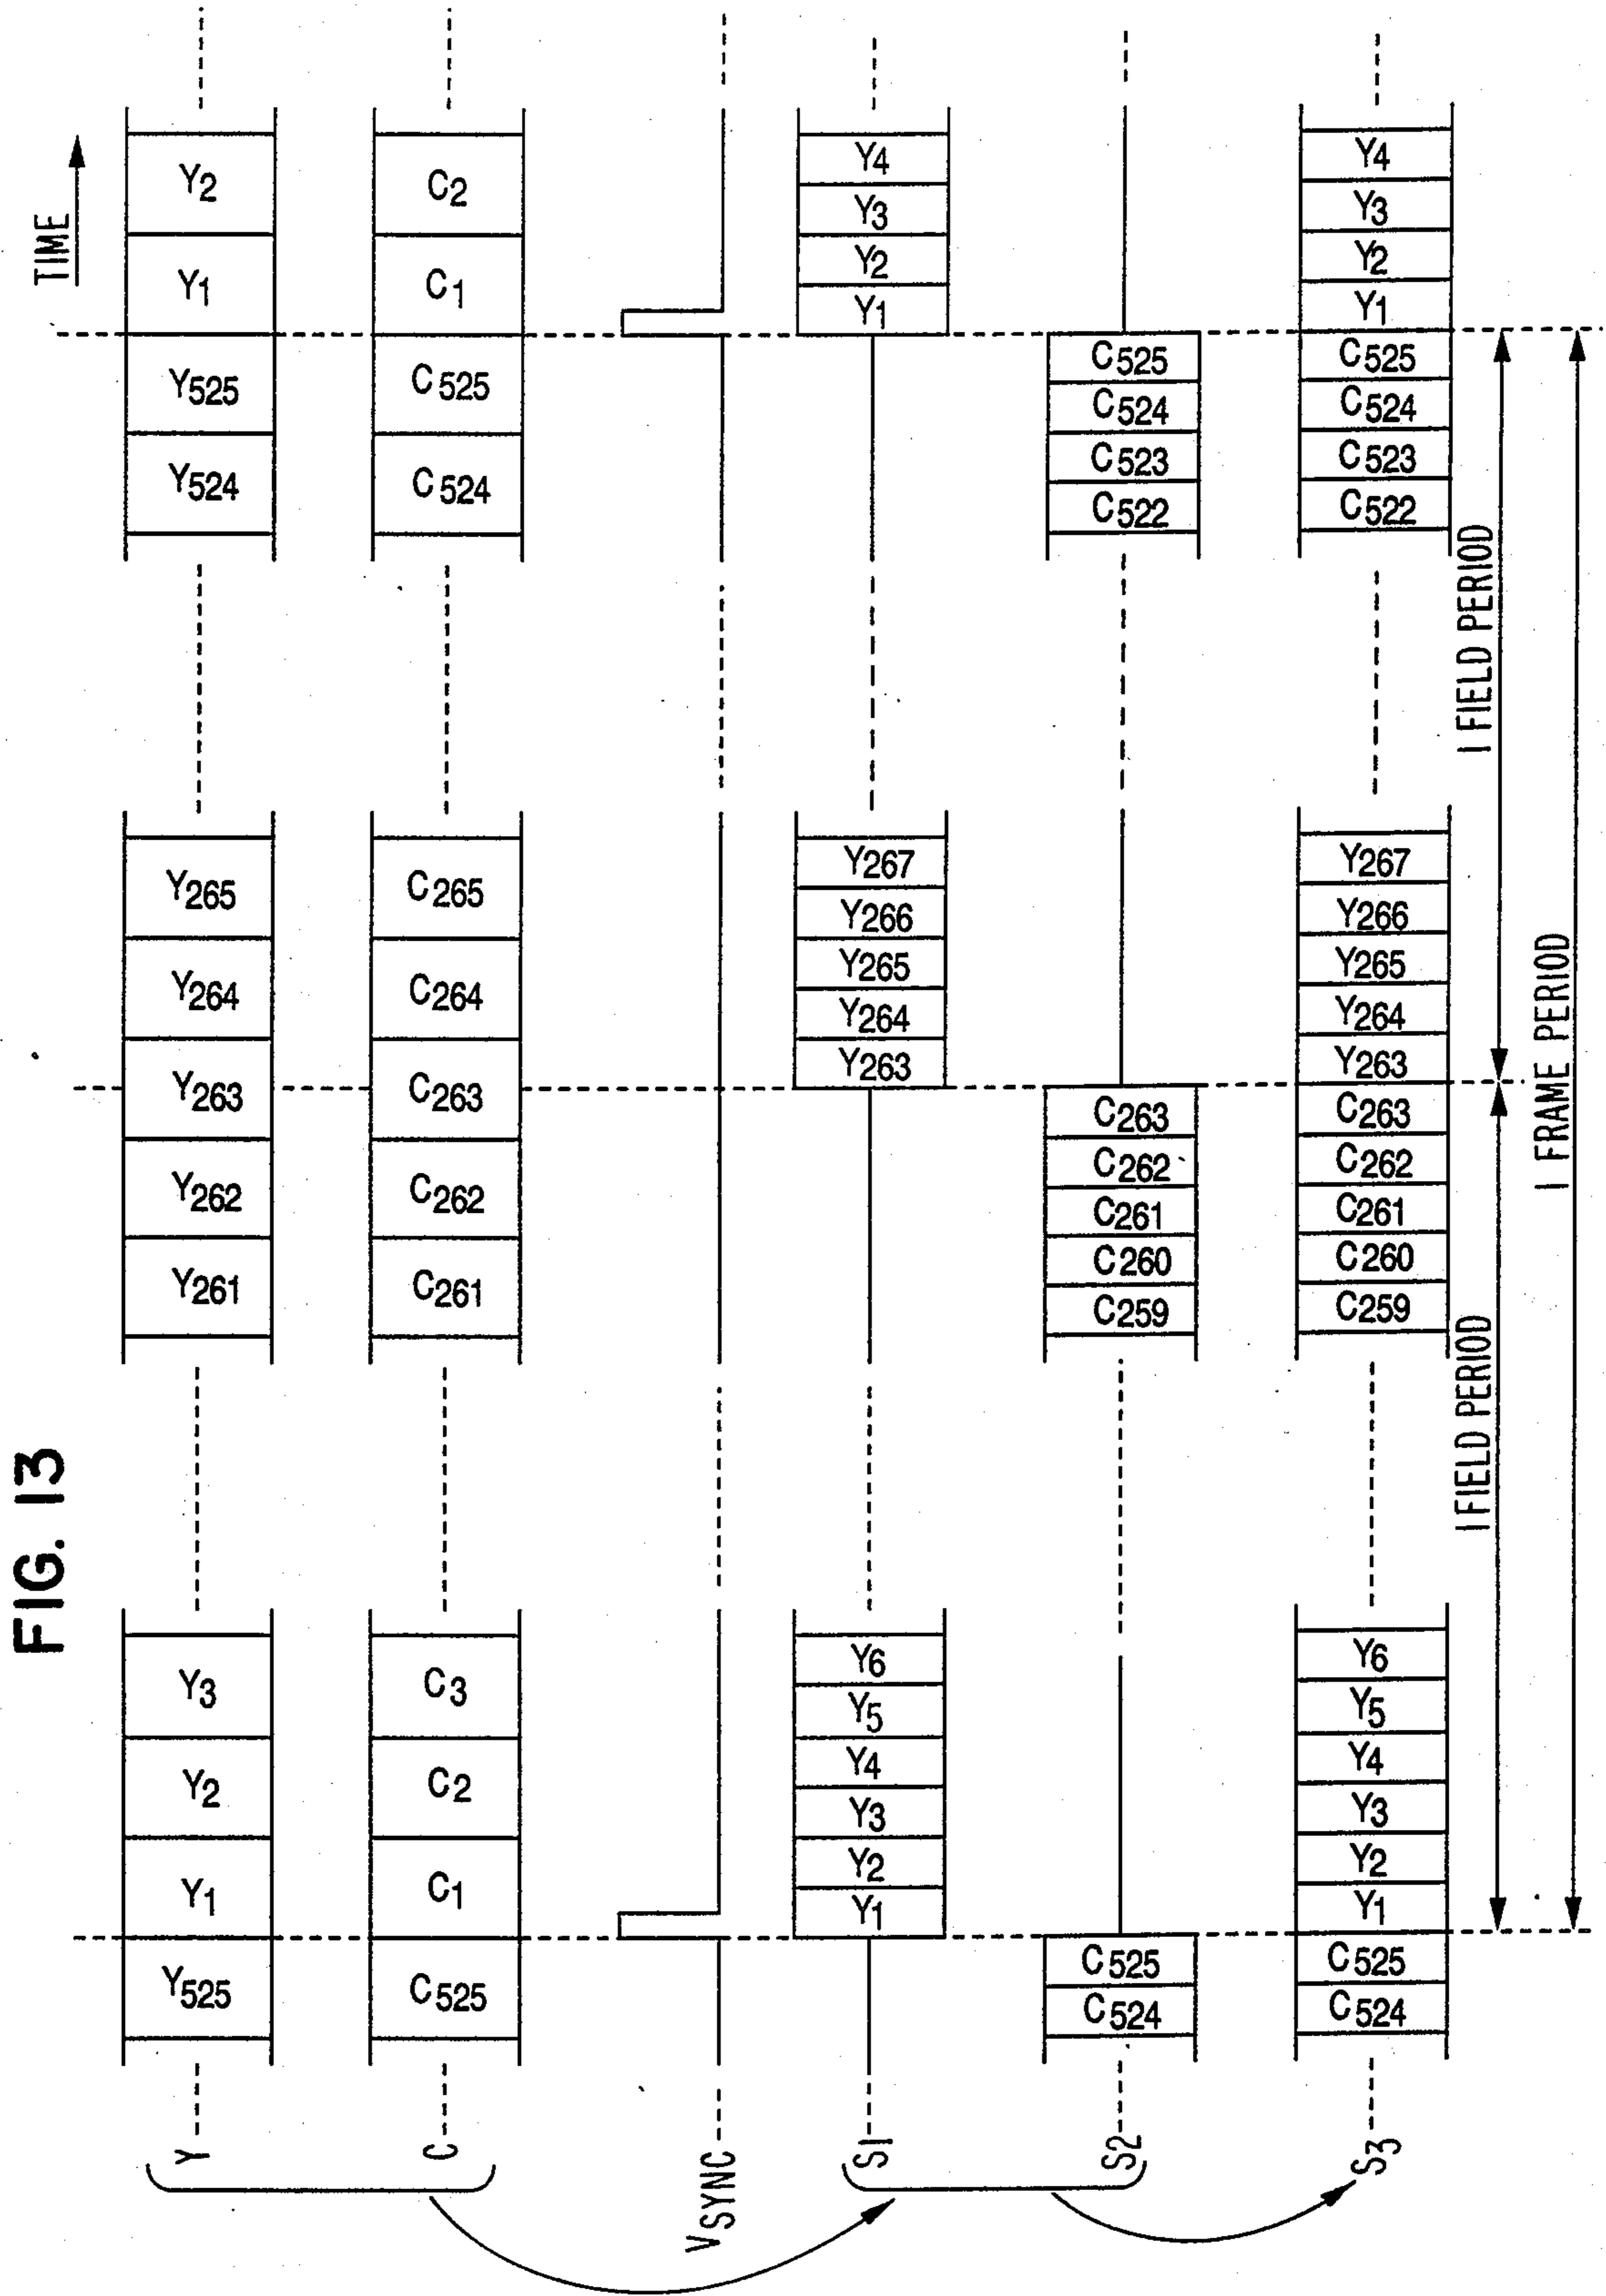 FIG. 13
TIME
Y Y525 Y1 Y2 Y3 Y261 Y262 Y263 Y264 Y265 Y524 Y525 Y1 Y2
C C525 C1 C2 C3 C261 C262 C263 C264 C265 C524 C525 C1 C2
VSYNC
S1 Y1 Y2 Y3 Y4 Y5 Y6 Y263 Y264 Y265 Y266 Y267 Y1 Y2 Y3 Y4
S2 C524 C525 C259 C260 C261 C262 C263 C522 C523 C524 C525
S3 C524 C525 Y1 Y2 Y3 Y4 Y5 Y6 C259 C260 C261 C262 C263 Y263 Y264 Y265 Y266 Y267 C522 C523 C524 C525 Y1 Y2 Y3 Y4
1 FIELD PERIOD 1 FIELD PERIOD
1 FRAME PERIOD